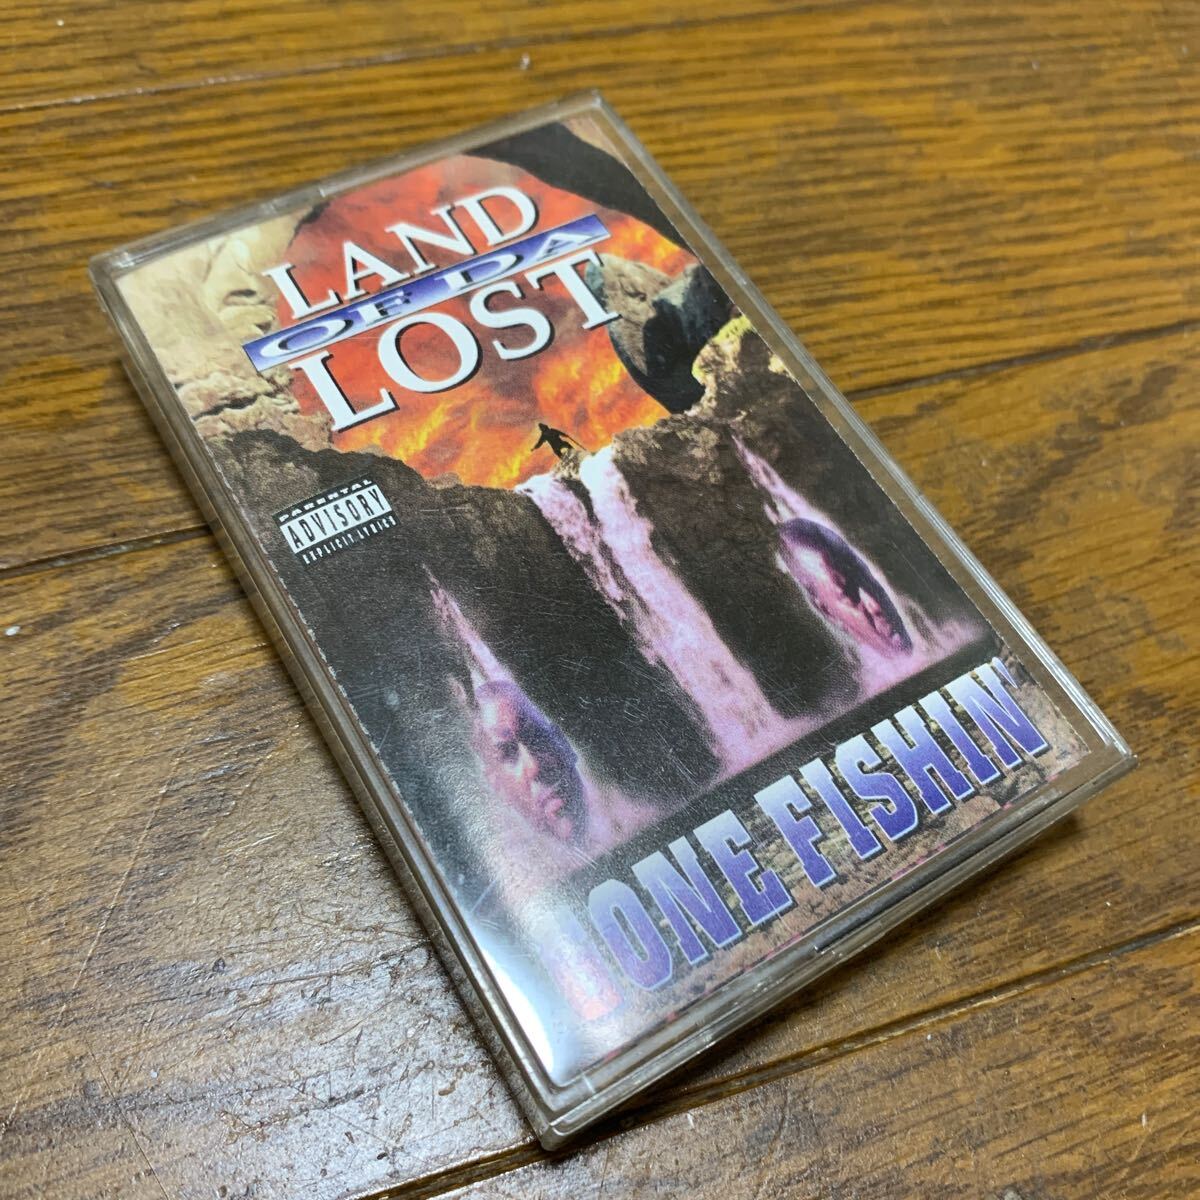 LAND
OF DA
LOST
PARENTAL
ADVISORY
EXPLICIT LYRICS
GONE FISHIN'